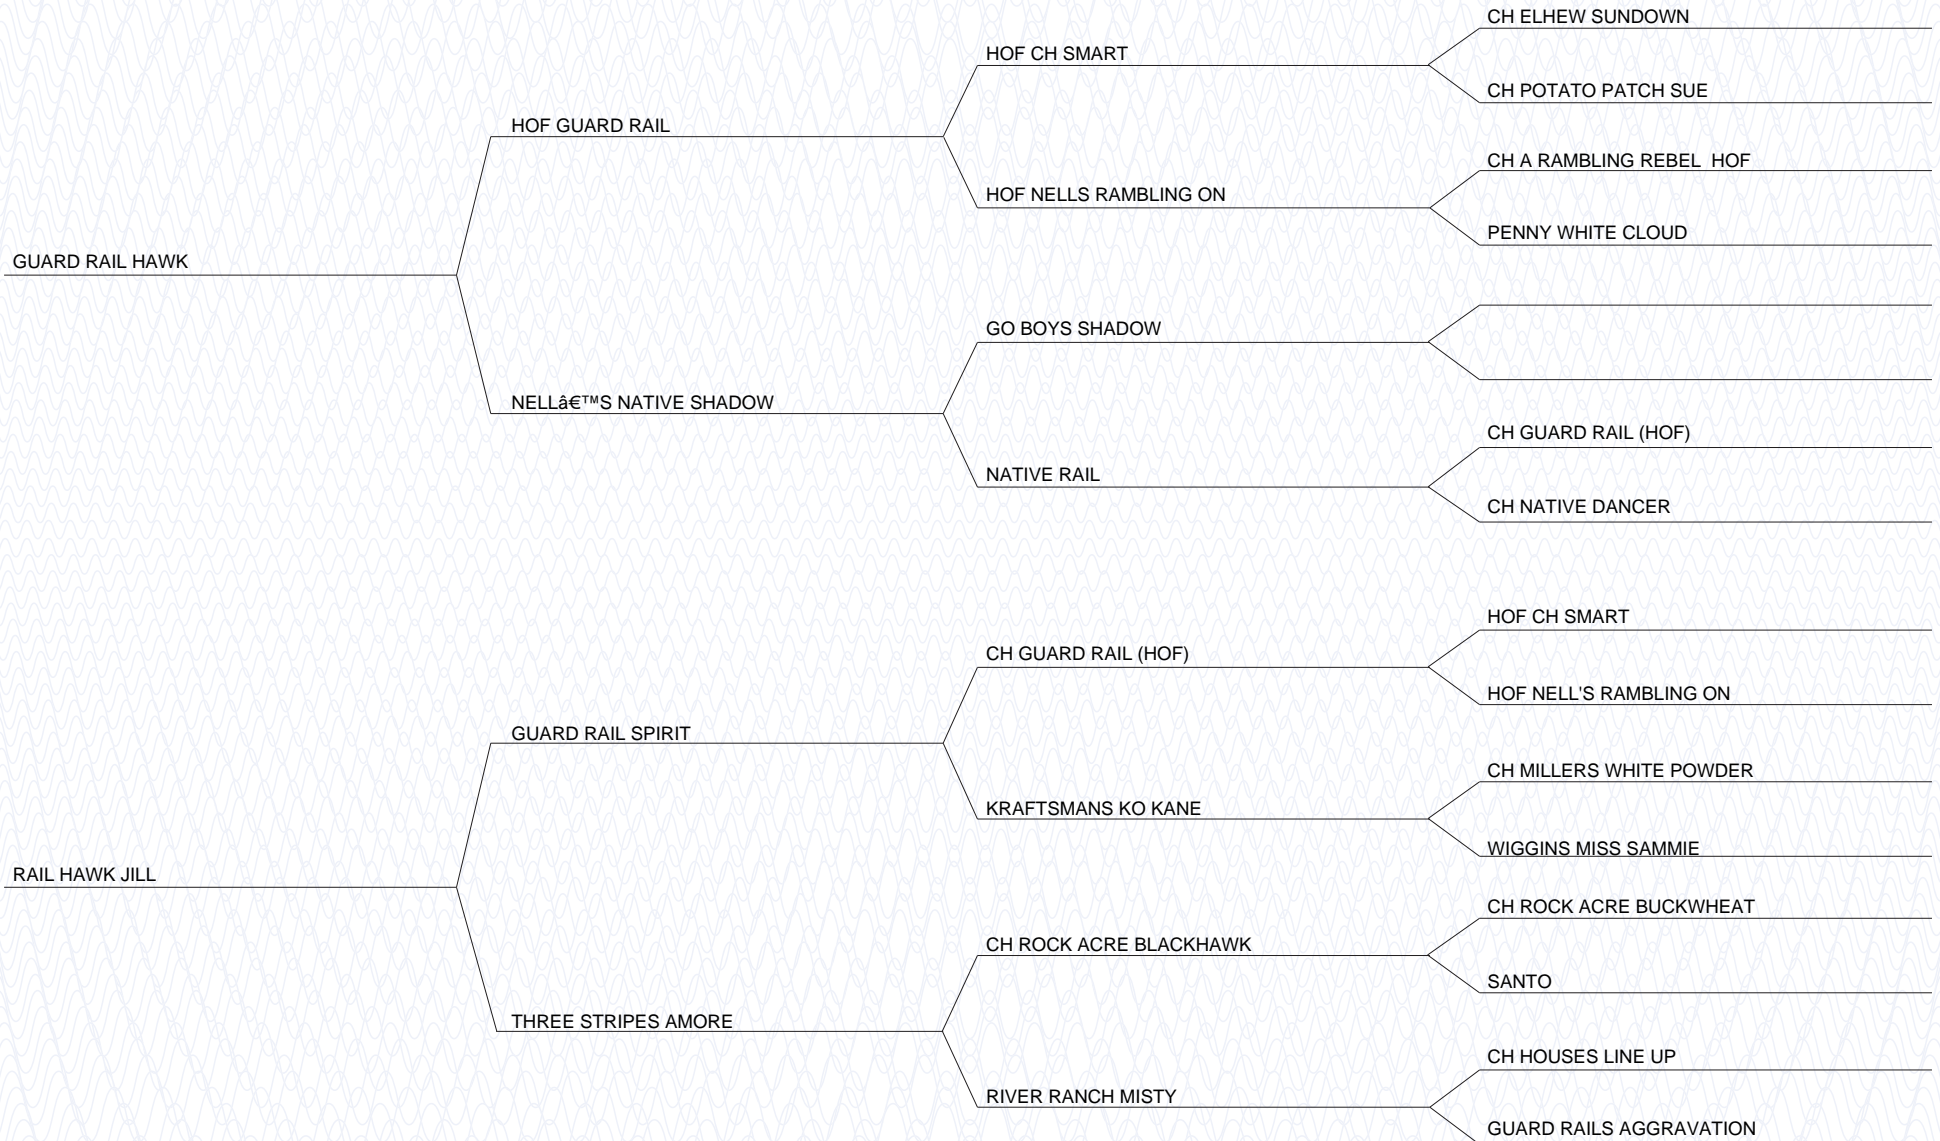 CH ELHEW SUNDOWN
HOF CH SMART
CH POTATO PATCH SUE
HOF GUARD RAIL
CH A RAMBLING REBEL  HOF
HOF NELLS RAMBLING ON
PENNY WHITE CLOUD
GUARD RAIL HAWK
GO BOYS SHADOW
NELLâ€™S NATIVE SHADOW
CH GUARD RAIL (HOF)
NATIVE RAIL
CH NATIVE DANCER
HOF CH SMART
CH GUARD RAIL (HOF)
HOF NELL'S RAMBLING ON
GUARD RAIL SPIRIT
CH MILLERS WHITE POWDER
KRAFTSMANS KO KANE
WIGGINS MISS SAMMIE
RAIL HAWK JILL
CH ROCK ACRE BUCKWHEAT
CH ROCK ACRE BLACKHAWK
SANTO
THREE STRIPES AMORE
CH HOUSES LINE UP
RIVER RANCH MISTY
GUARD RAILS AGGRAVATION